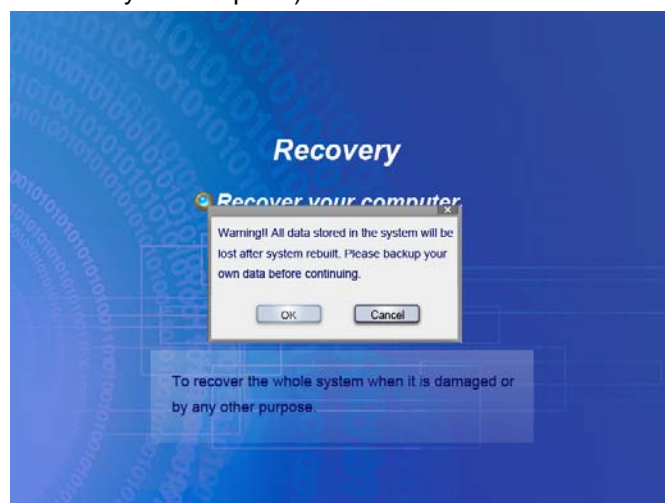 Recovery
Recover your computer
Warning!! All data stored in the system will be
lost after system rebuilt. Please backup your
own data before continuing.
OK
Cancel
To recover the whole system when it is damaged or
by any other purpose.